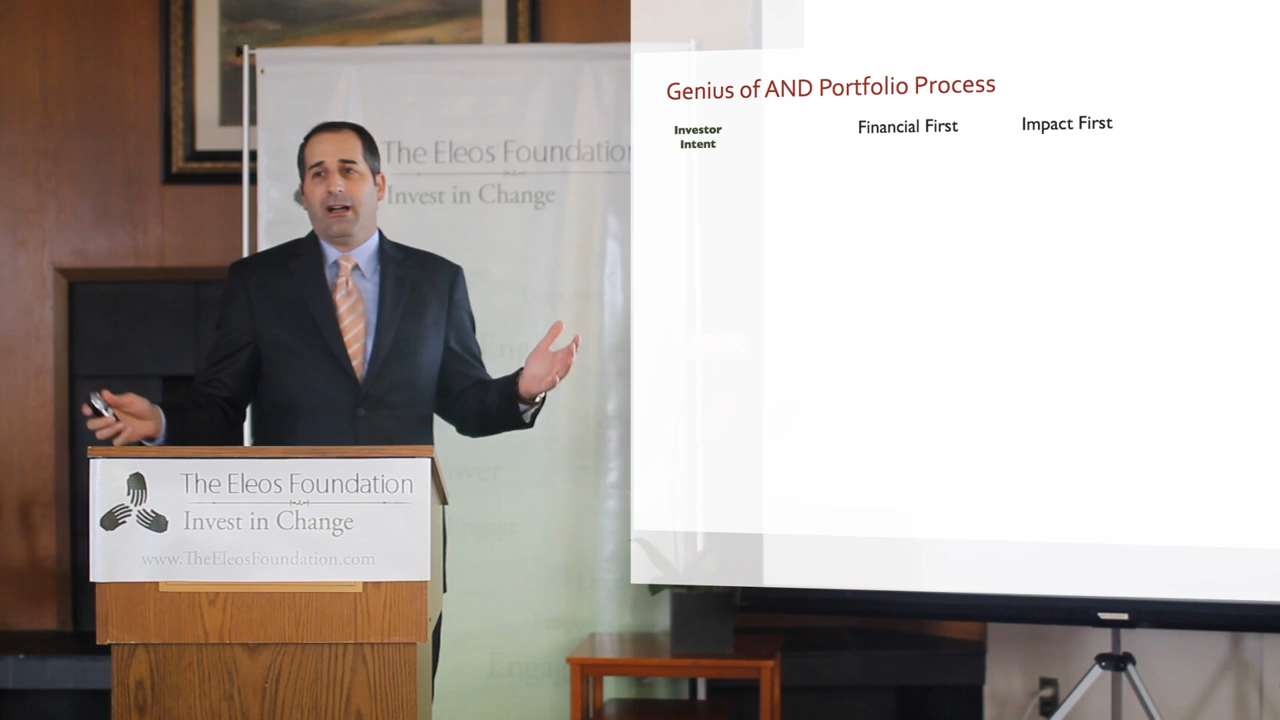 The Eleos Foundation
Invest in Change
Genius of AND Portfolio Process
Investor
Intent
Financial First
Impact First
The Eleos Foundation
Invest in Change
www.TheEleosFoundation.com